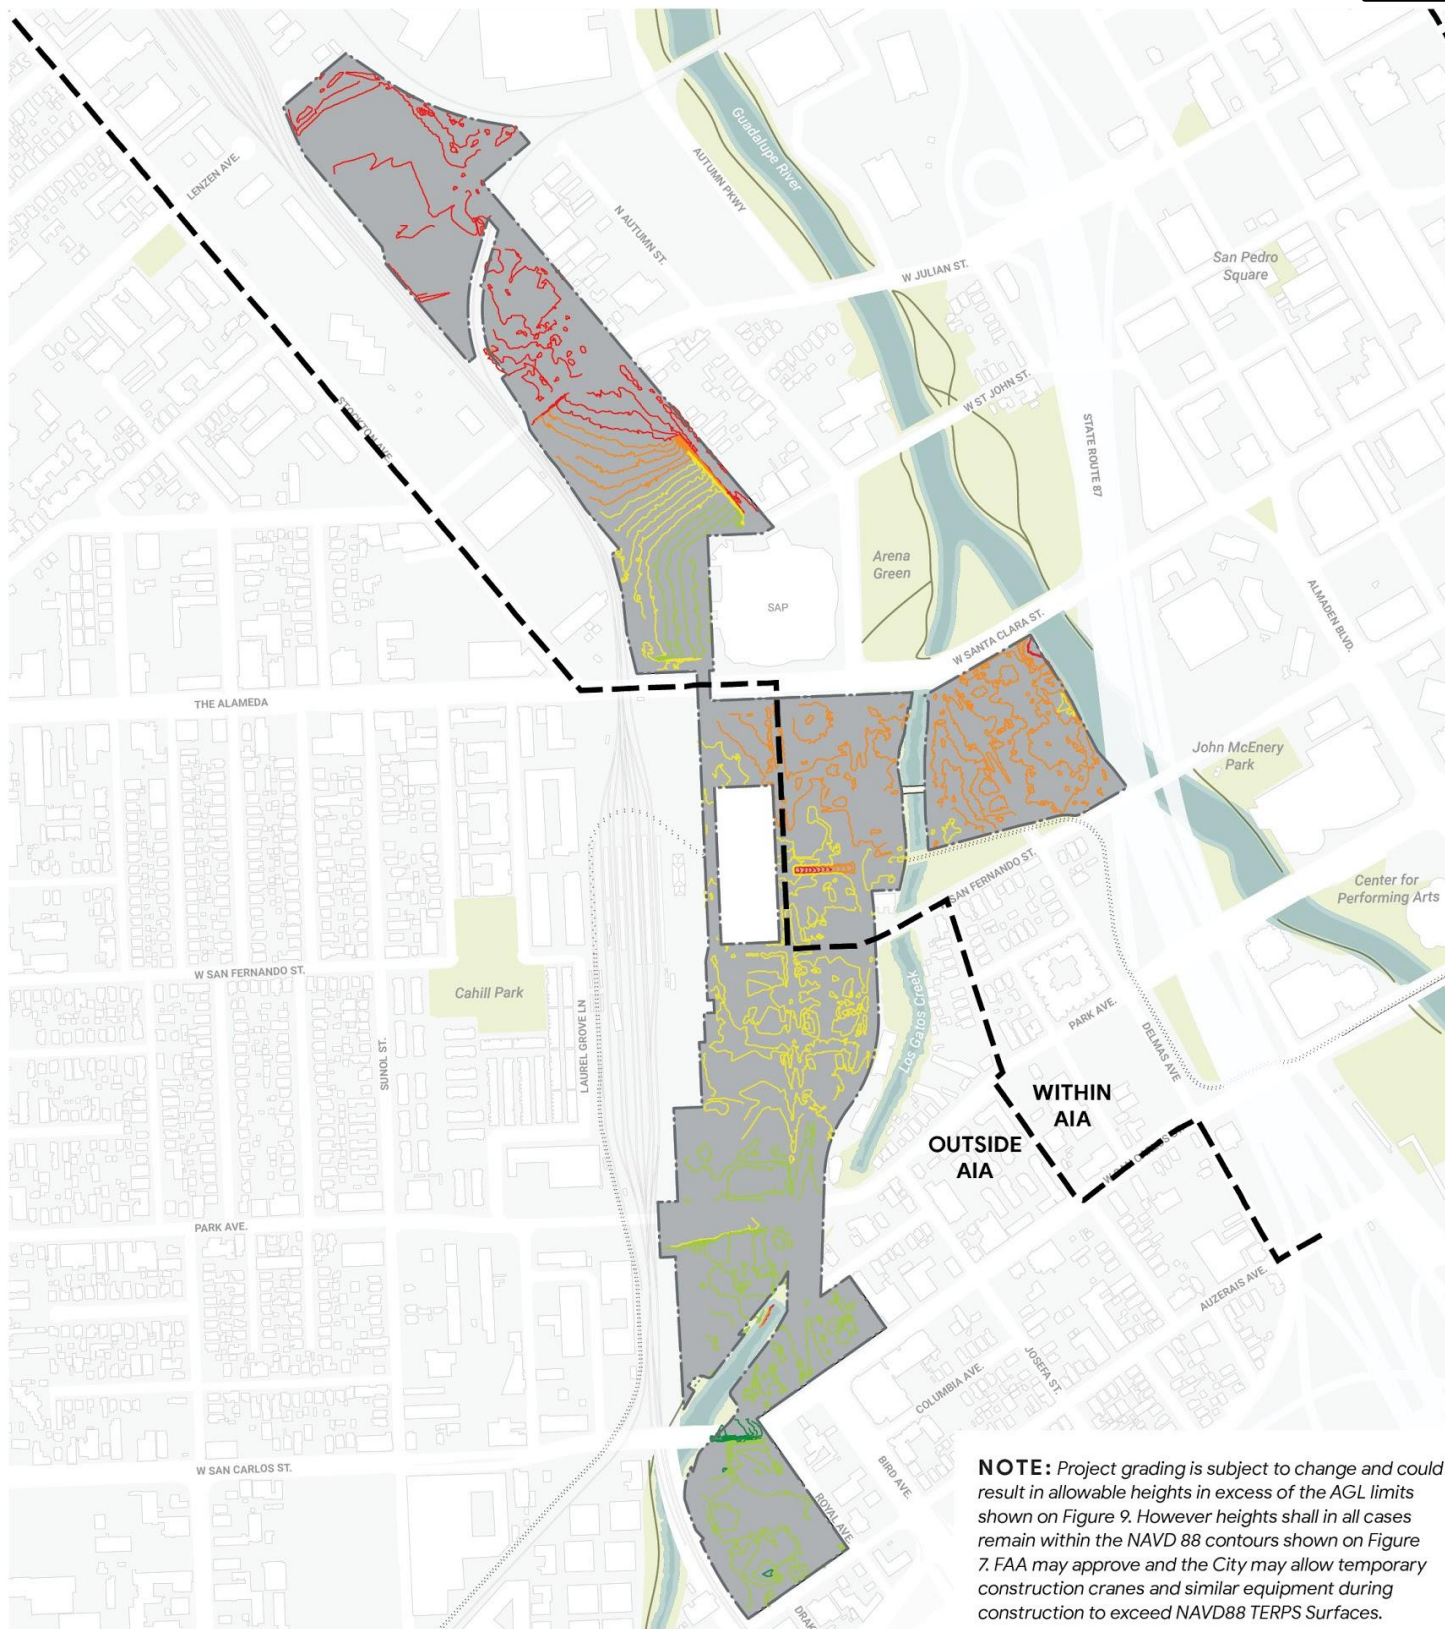 Guadalupe River
LENZEN AVE.
AUTUMN PKWY
N AUTUMN ST.
San Pedro
Square
W JULIAN ST.
W ST JOHN ST.
STATE ROUTE 87
STOCKTON AVE.
Arena
Green
ALMADEN BLVD.
SAP
W SANTA CLARA ST.
THE ALAMEDA
John McEnery
Park
SAN FERNANDO ST.
Center for
Performing Arts
W SAN FERNANDO ST.
Cahill Park
LAUREL GROVE LN
SUNOL ST.
Los Gatos Creek
PARK AVE.
DELMAS AVE
WITHIN
AIA
OUTSIDE
AIA
PARK AVE.
AUZERAIS AVE.
JOSEFA ST.
COLUMBIA AVE.
BIRD AVE.
W SAN CARLOS ST.
ROYAL AVE
NOTE: Project grading is subject to change and could
result in allowable heights in excess of the AGL limits
shown on Figure 9. However heights shall in all cases
remain within the NAVD 88 contours shown on Figure
7. FAA may approve and the City may allow temporary
construction cranes and similar equipment during
construction to exceed NAVD88 TERPS Surfaces.